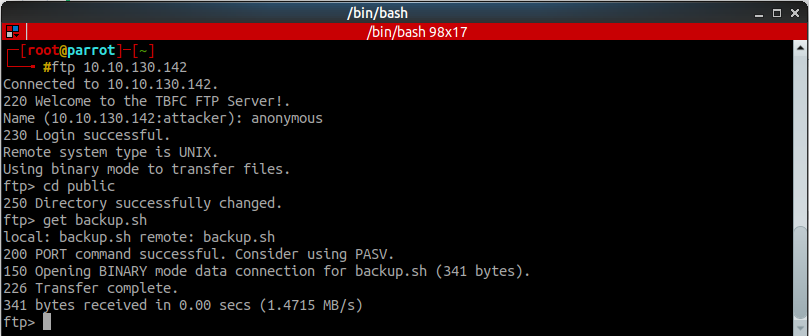 /bin/bash
/bin/bash 98x17
┌─[root@parrot]─[~]
└──╼ #ftp 10.10.130.142
Connected to 10.10.130.142.
220 Welcome to the TBFC FTP Server!.
Name (10.10.130.142:attacker): anonymous
230 Login successful.
Remote system type is UNIX.
Using binary mode to transfer files.
ftp> cd public
250 Directory successfully changed.
ftp> get backup.sh
local: backup.sh remote: backup.sh
200 PORT command successful. Consider using PASV.
150 Opening BINARY mode data connection for backup.sh (341 bytes).
226 Transfer complete.
341 bytes received in 0.00 secs (1.4715 MB/s)
ftp>